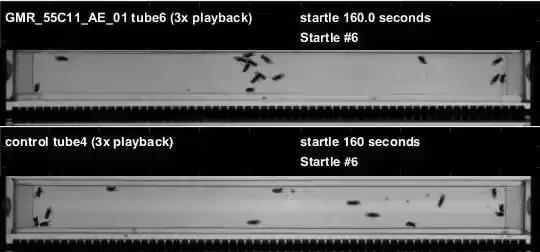 GMR_55C11_AE_01 tube6 (3x playback)
startle 160.0 seconds
Startle #6
control tube4 (3x playback)
startle 160 seconds
Startle #6